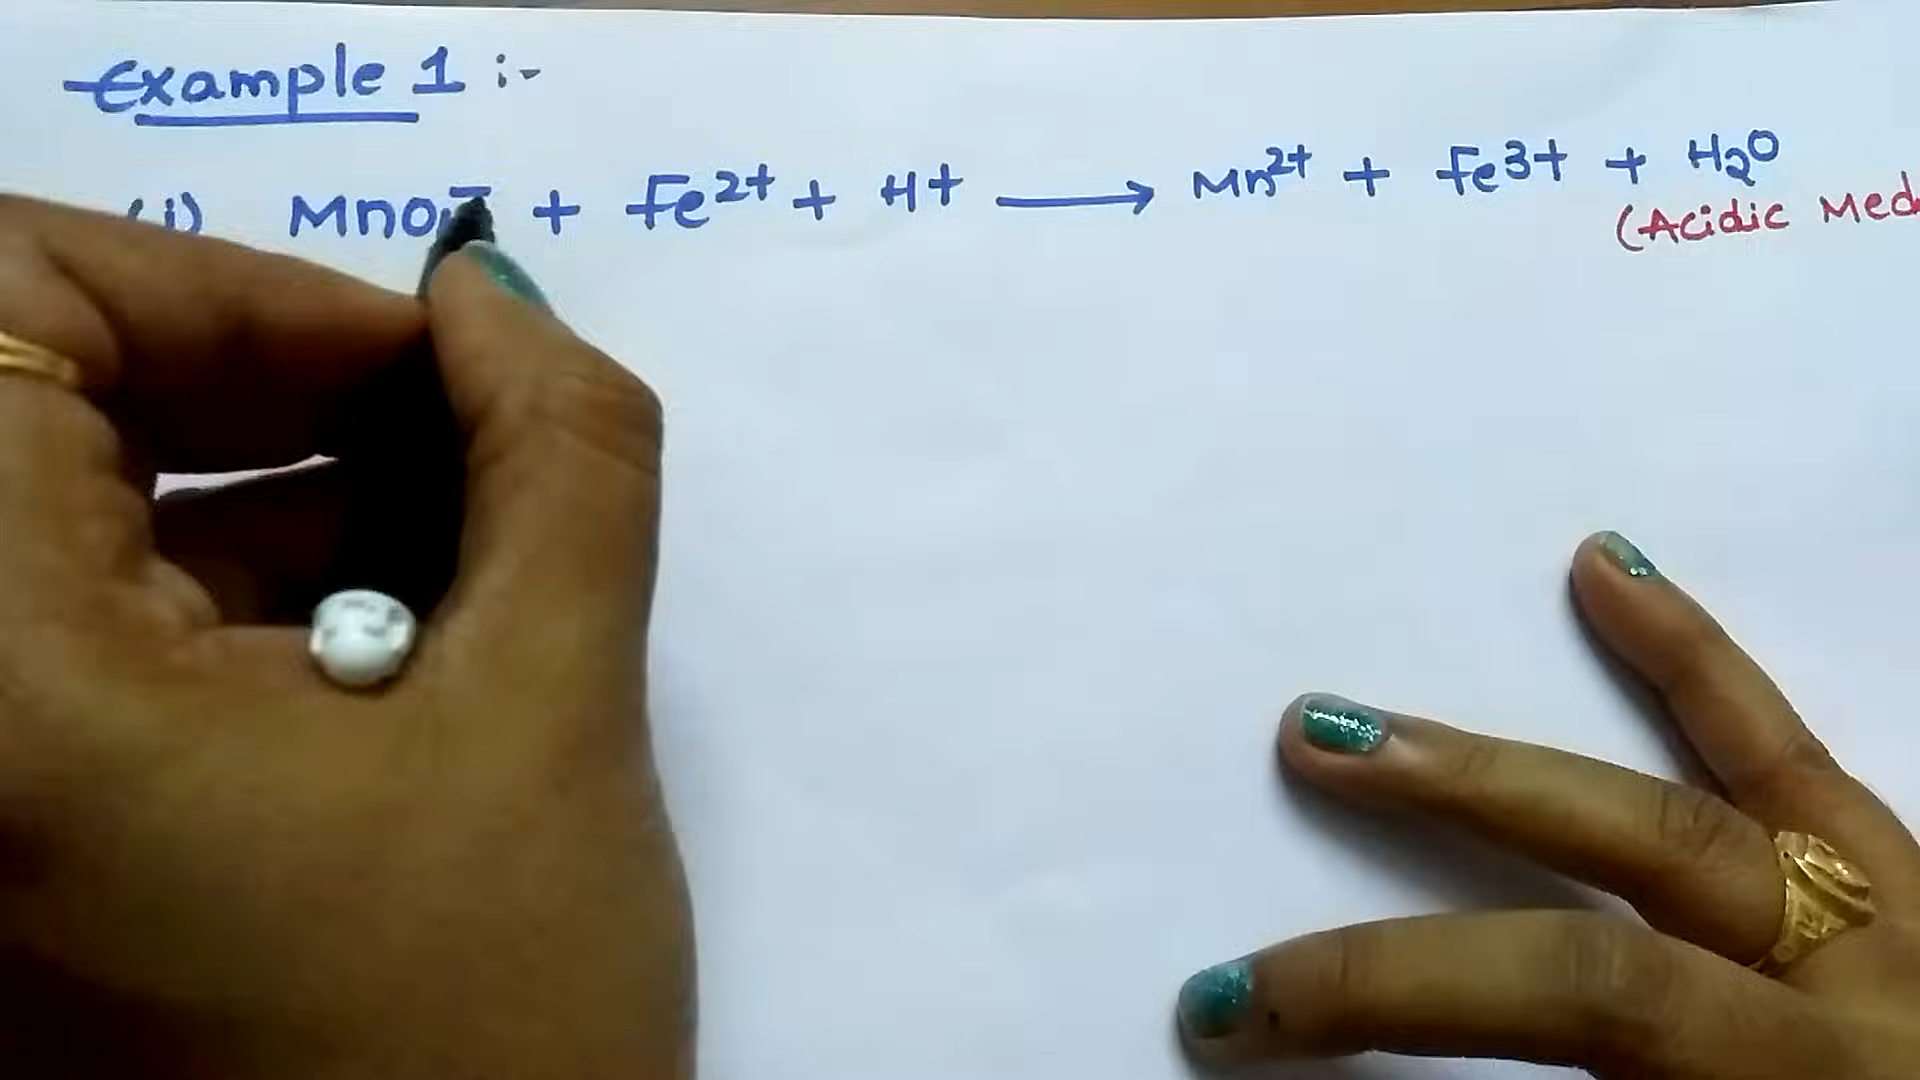 Example 1 :-
(i) MnO₄⁻ + Fe²⁺ + H⁺ ⟶ Mn²⁺ + Fe³⁺ + H₂O
(Acidic Med